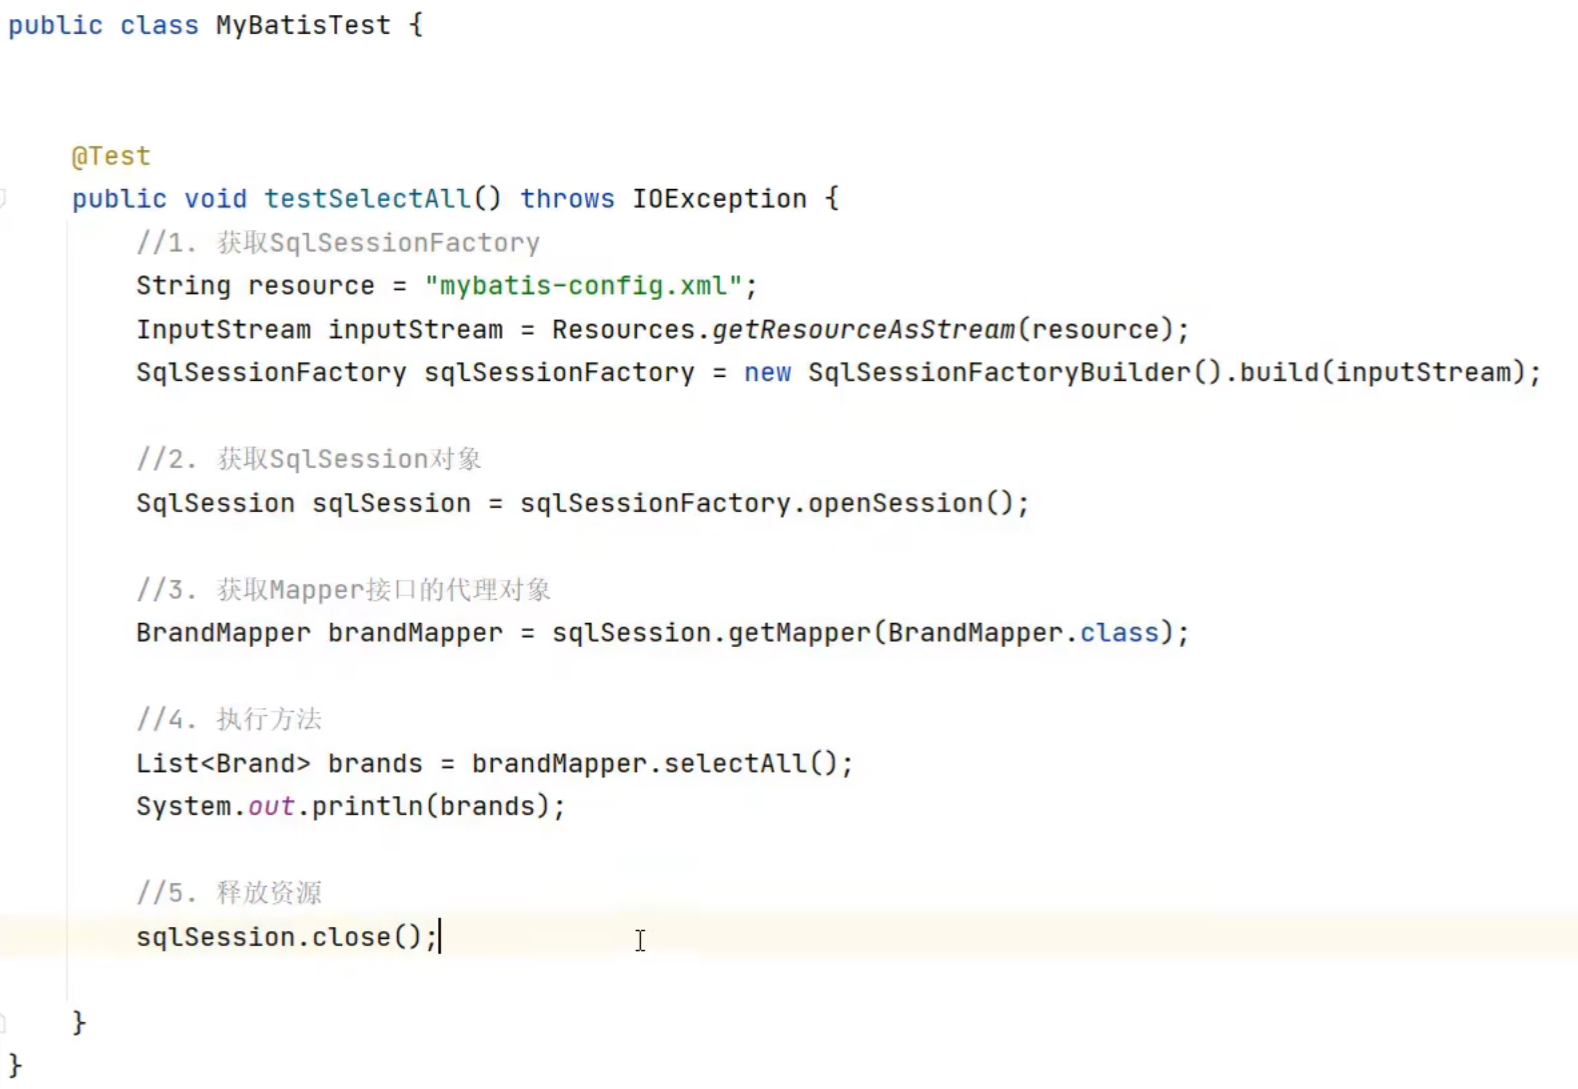 public class MyBatisTest {
@Test
public void testSelectAll() throws IOException {
//1. 获取SqlSessionFactory
String resource = "mybatis-config.xml";
InputStream inputStream = Resources.getResourceAsStream(resource);
SqlSessionFactory sqlSessionFactory = new SqlSessionFactoryBuilder().build(inputStream);
//2. 获取SqlSession对象
SqlSession sqlSession = sqlSessionFactory.openSession();
//3. 获取Mapper接口的代理对象
BrandMapper brandMapper = sqlSession.getMapper(BrandMapper.class);
//4. 执行方法
List<Brand> brands = brandMapper.selectAll();
System.out.println(brands);
//5. 释放资源
sqlSession.close();
}
}